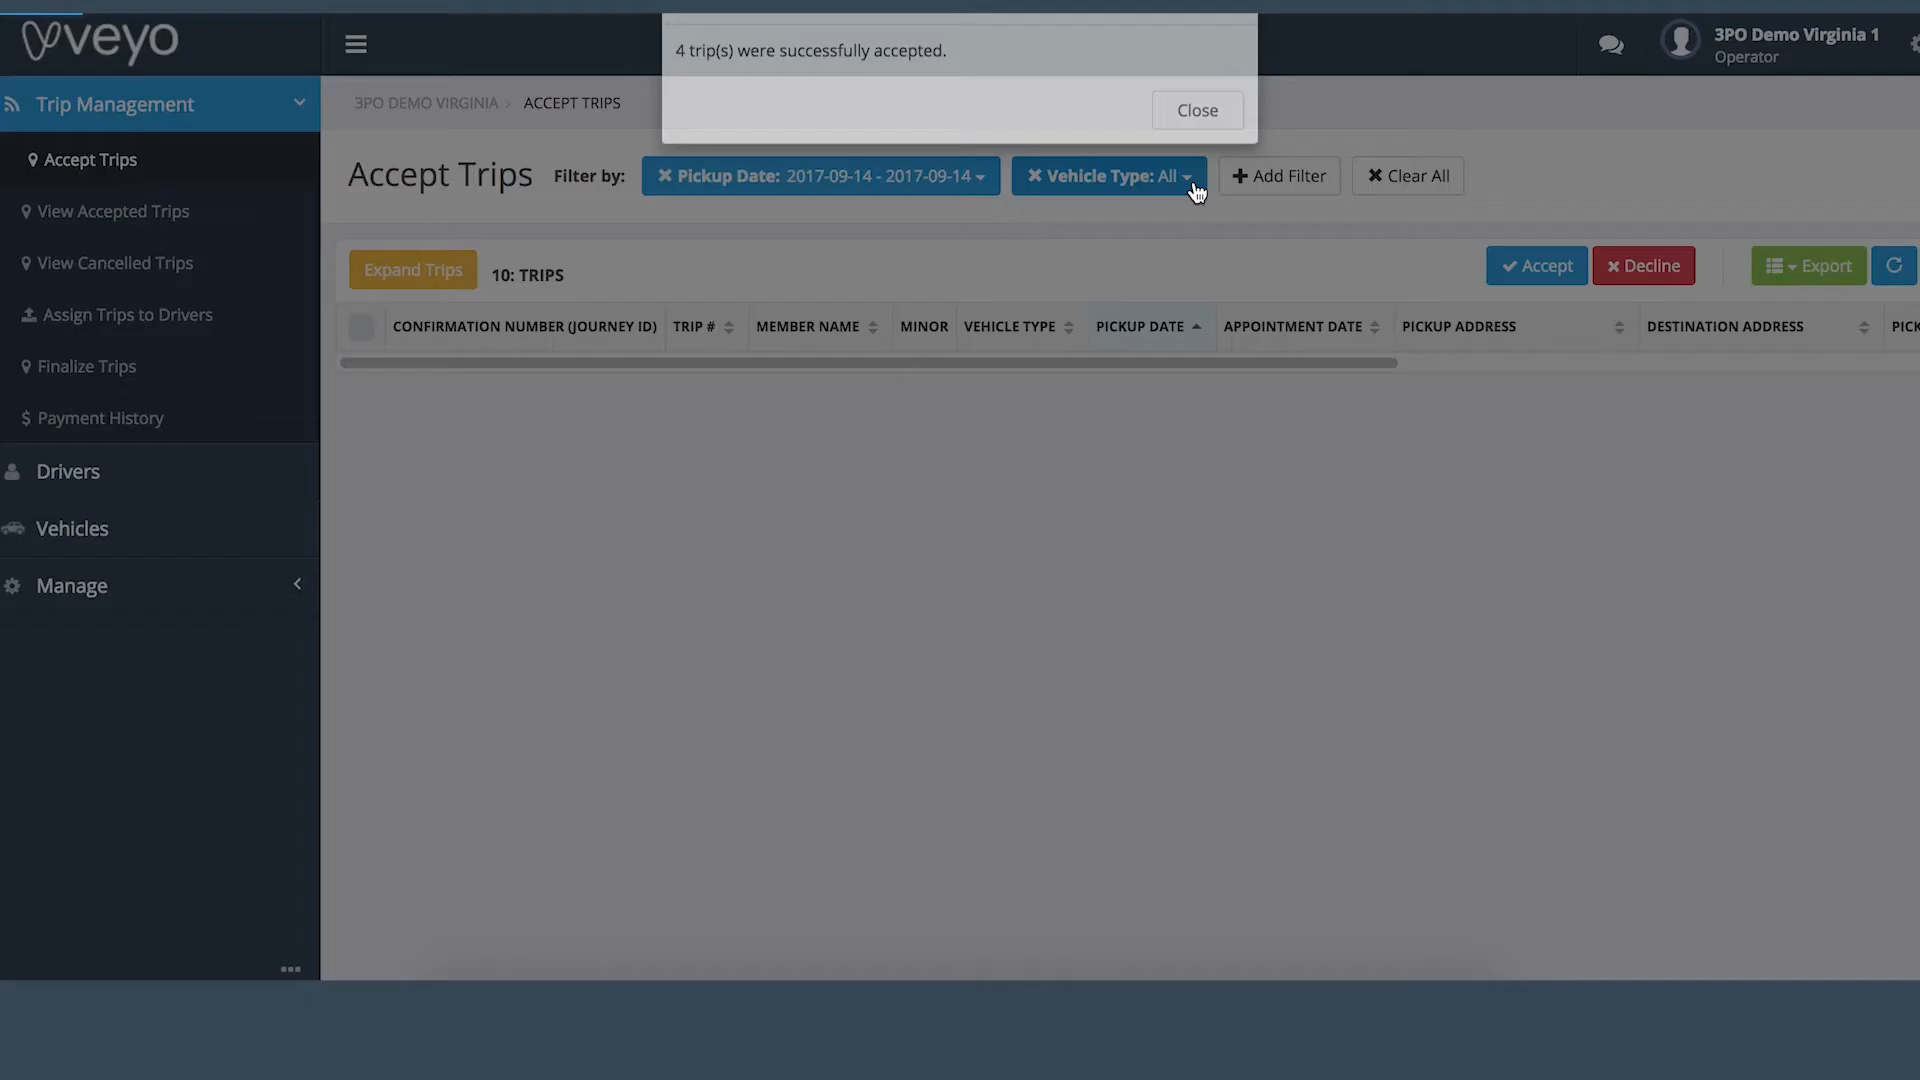 veyo
4 trip(s) were successfully accepted.
Close
3PO Demo Virginia 1
Operator
Trip Management
Accept Trips
View Accepted Trips
View Cancelled Trips
Assign Trips to Drivers
Finalize Trips
$ Payment History
Drivers
Vehicles
Manage
3PO DEMO VIRGINIA > ACCEPT TRIPS
Accept Trips Filter by: Pickup Date: 2017-09-14 - 2017-09-14 Vehicle Type: All Add Filter Clear All
Expand Trips 10: TRIPS Accept Decline Export
CONFIRMATION NUMBER (JOURNEY ID) TRIP # MEMBER NAME MINOR VEHICLE TYPE PICKUP DATE APPOINTMENT DATE PICKUP ADDRESS DESTINATION ADDRESS PICK